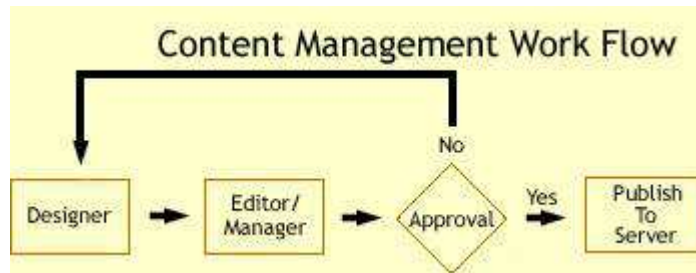 Content Management Work Flow
No
Designer
Editor/
Manager
Approval
Yes
Publish
To
Server